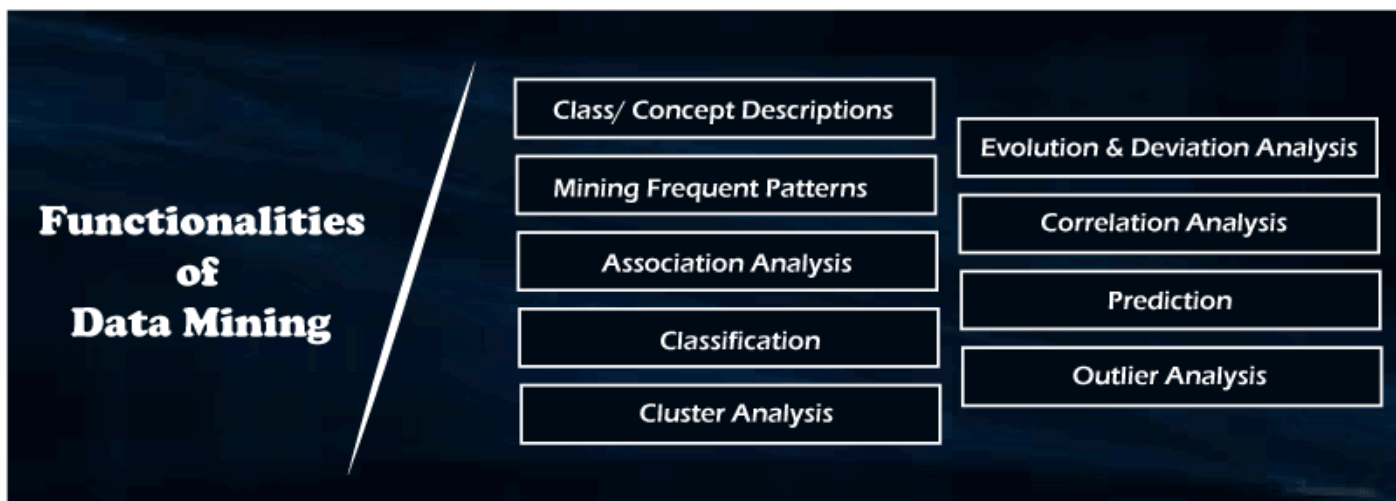 Functionalities
of
Data Mining
Class/ Concept Descriptions
Mining Frequent Patterns
Association Analysis
Classification
Cluster Analysis
Evolution & Deviation Analysis
Correlation Analysis
Prediction
Outlier Analysis